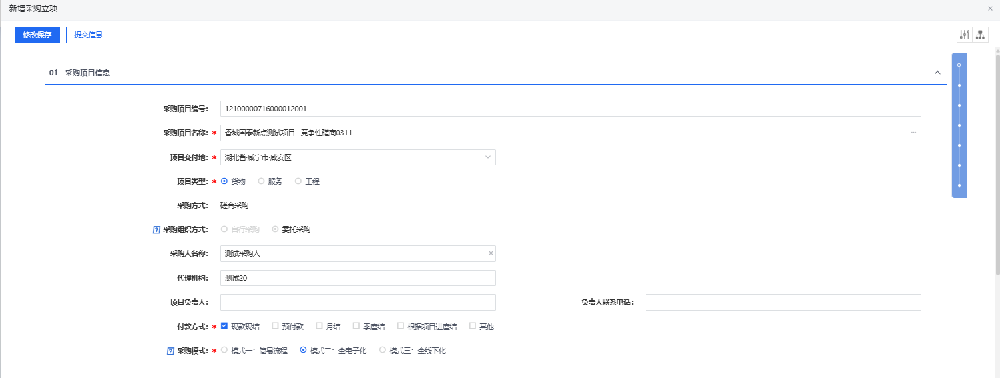 新增采购立项
修改保存 提交信息
01 采购项目信息
采购项目编号： 12100000716000012001
采购项目名称： * 香城国泰新点测试项目--竞争性磋商0311
项目交付地： * 湖北省·咸宁市·咸安区
项目类型： * 货物 服务 工程
采购方式： 磋商采购
采购组织方式： 自行采购 委托采购
采购人名称： 测试采购人
代理机构： 测试20
项目负责人： 负责人联系电话：
付款方式： * 现款现结 预付款 月结 季度结 根据项目进度结 其他
采购模式： * 模式一：简易流程 模式二：全电子化 模式三：全线下化